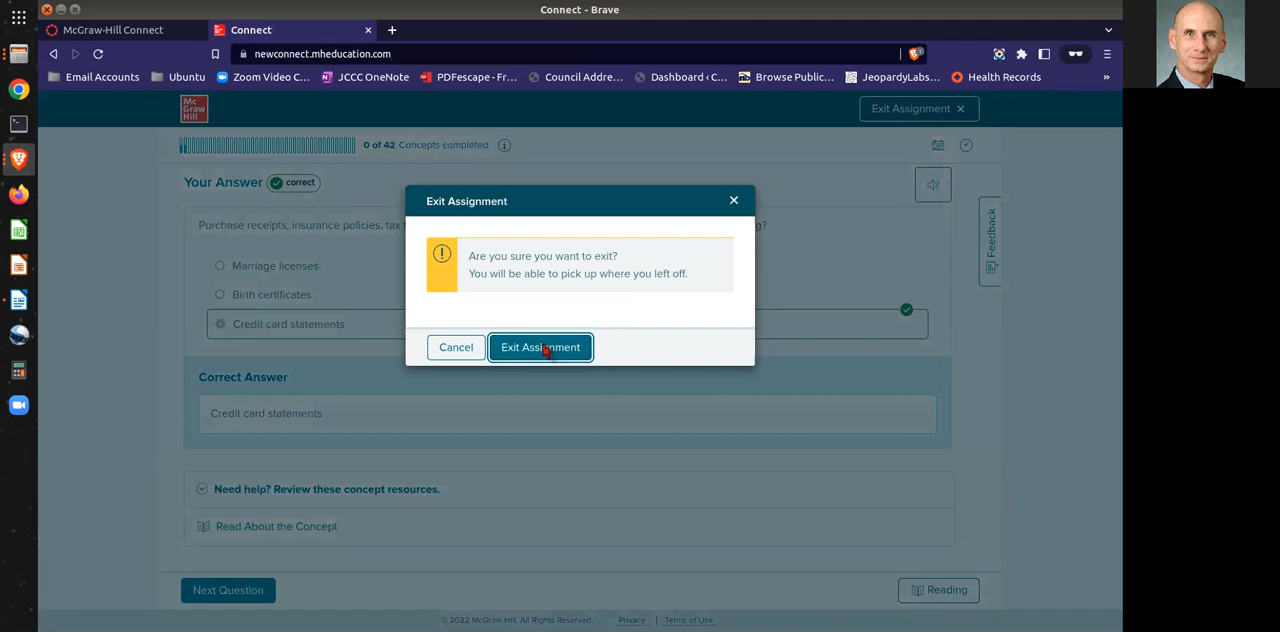 Connect - Brave
McGraw-Hill Connect
Connect
newconnect.mheducation.com
Email Accounts
Ubuntu
Zoom Video C...
JCCC OneNote
PDFescape - Fr...
Council Addre...
Dashboard ‹ C...
Browse Public...
JeopardyLabs...
Health Records
»
Mc
Graw
Hill
Exit Assignment ×
0 of 42 Concepts completed
Your Answer correct
Exit Assignment
Purchase receipts, insurance policies, tax
g?
Are you sure you want to exit?
You will be able to pick up where you left off.
Marriage licenses
Birth certificates
Credit card statements
Cancel
Exit Assignment
Feedback
Correct Answer
Credit card statements
Need help? Review these concept resources.
Read About the Concept
Next Question
Reading
© 2022 McGraw Hill. All Rights Reserved. Privacy | Terms of Use